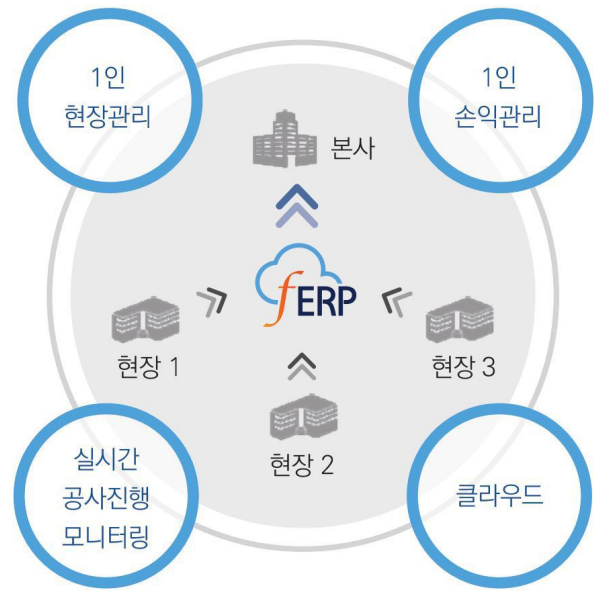 1인
현장관리
1인
손익관리
본사
fERP
현장 1
현장 3
현장 2
실시간
공사진행
모니터링
클라우드